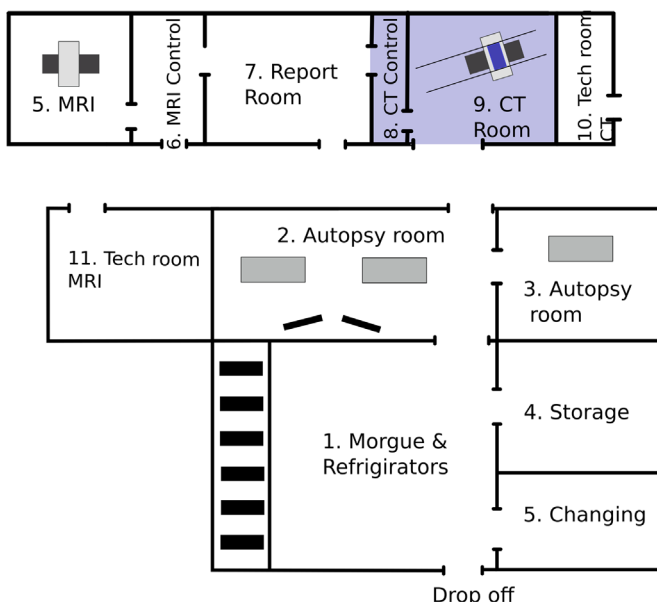 5. MRI
6. MRI Control
7. Report
Room
8. CT Control
9. CT
Room
10. Tech room
CT
11. Tech room
MRI
2. Autopsy room
3. Autopsy
room
1. Morgue &
Refrigirators
4. Storage
5. Changing
Drop off